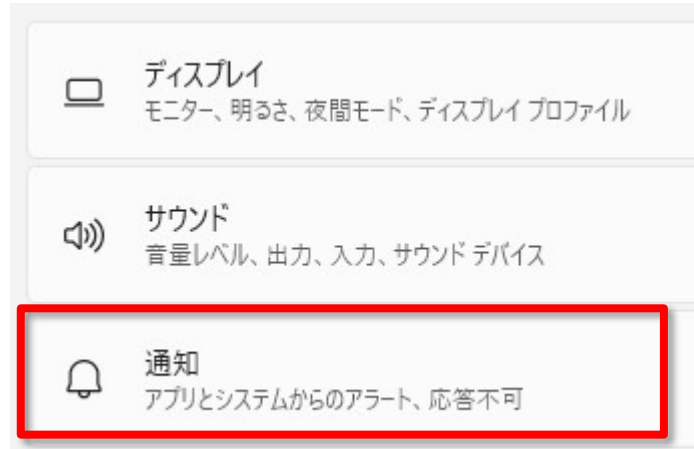 ディスプレイ
モニター、明るさ、夜間モード、ディスプレイ プロファイル
サウンド
音量レベル、出力、入力、サウンド デバイス
通知
アプリとシステムからのアラート、応答不可